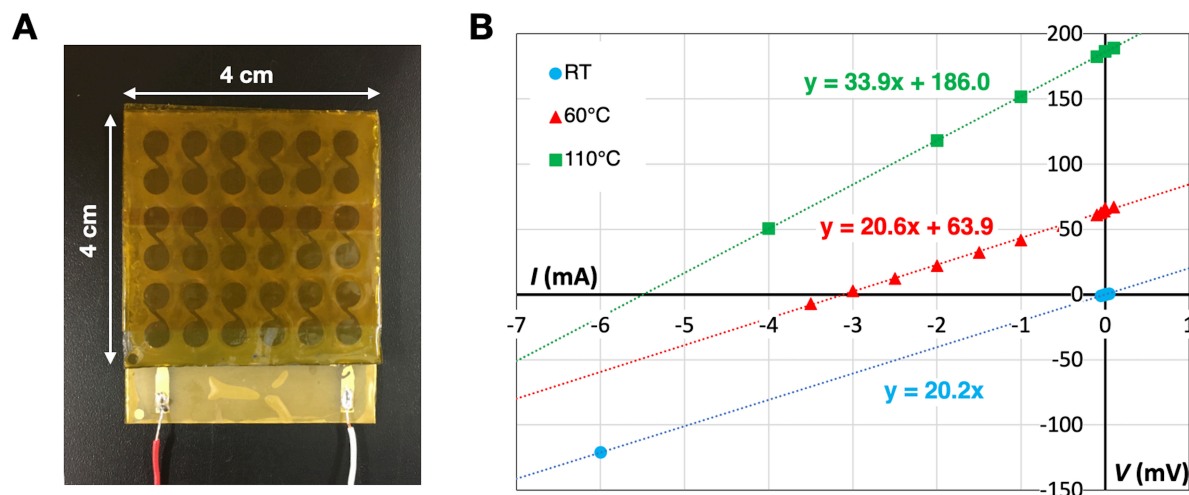 A
4 cm
4 cm
B
RT
60°C
110°C
y = 33.9x + 186.0
y = 20.6x + 63.9
y = 20.2x
I (mA)
V (mV)
200
150
100
50
0
-50
-100
-150
-7
-6
-5
-4
-3
-2
-1
0
1